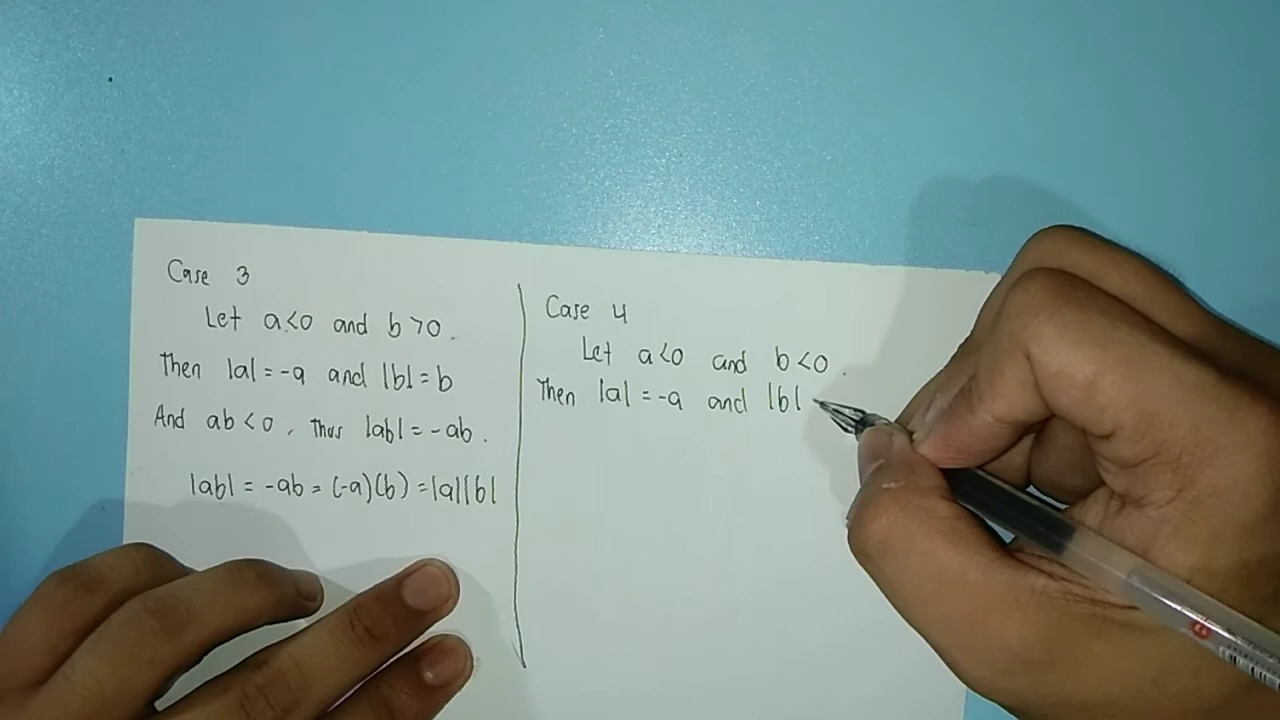 Case 3
Let a<0 and b>0.
Then |a|=-a and |b|=b
And ab<0, Thus |ab|=-ab.
|ab| = -ab = (-a)(b) = |a||b|
Case 4
Let a<0 and b<0.
Then |a| = -a and |b|